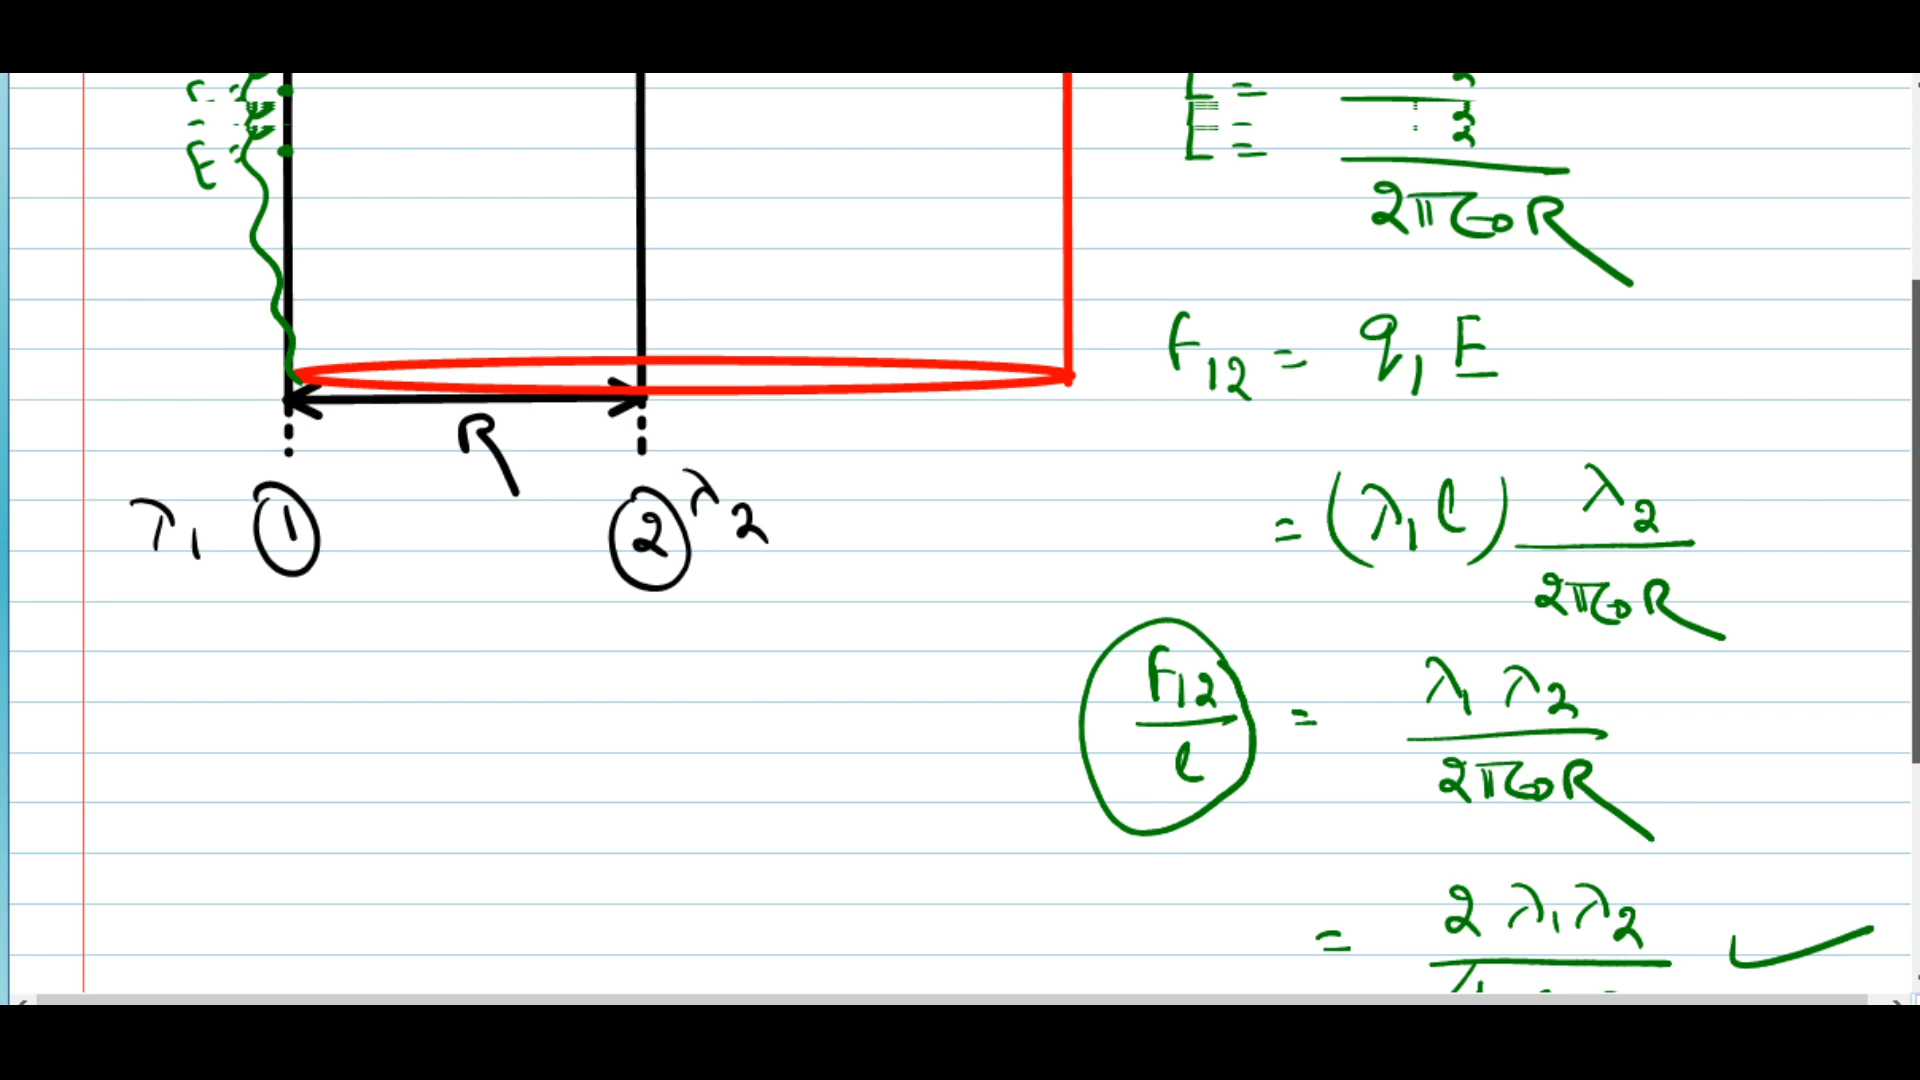 E =
E = 
2πε₀R
F₁₂ = q₁ E
R
λ₁ ① ② λ₂
= (λ₁ l) λ₂ / 2πε₀R
F₁₂ / l = λ₁ λ₂ / 2πε₀R
= 2 λ₁ λ₂